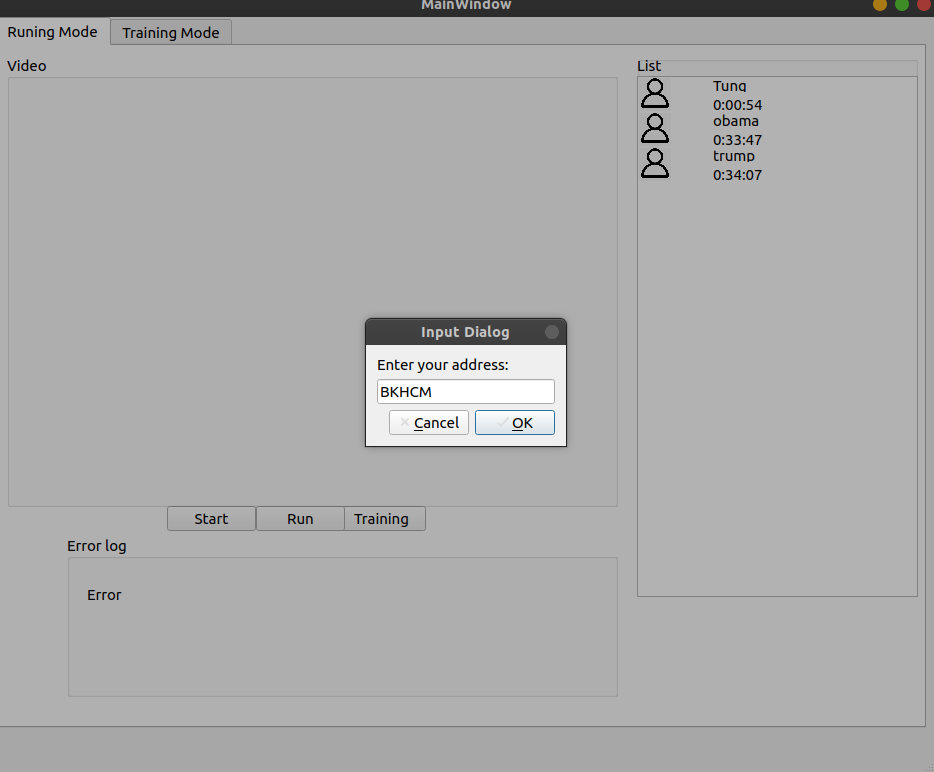 MainWindow
Runing Mode
Training Mode
Video
List
Tung
0:00:54
obama
0:33:47
trump
0:34:07
Input Dialog
Enter your address:
BKHCM
Cancel
OK
Start
Run
Training
Error log
Error